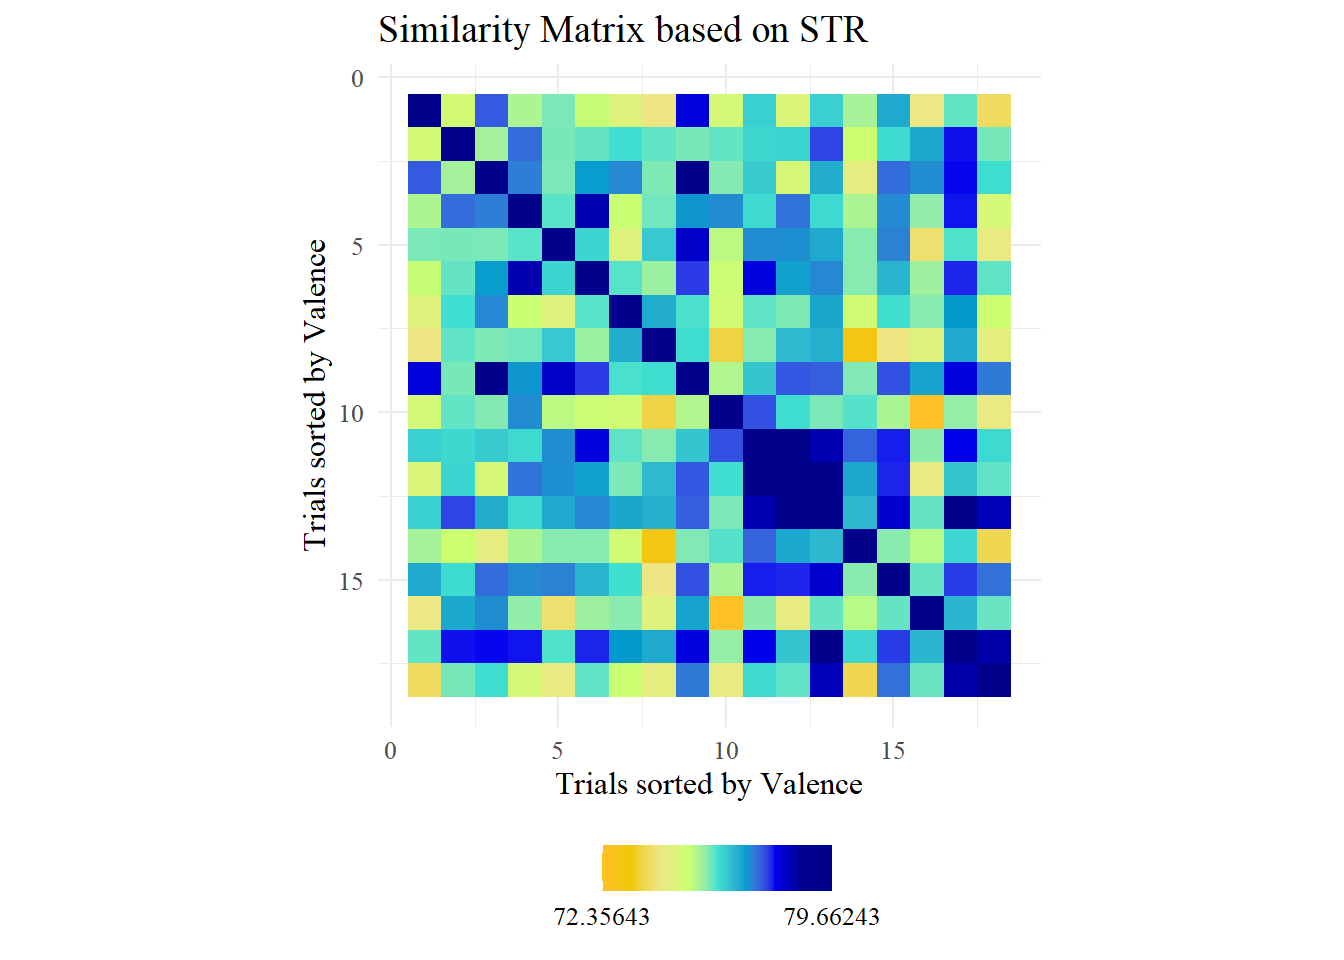 Similarity Matrix based on STR
0
5
10
15
Trials sorted by Valence
0 5 10 15
Trials sorted by Valence
72.35643 79.66243